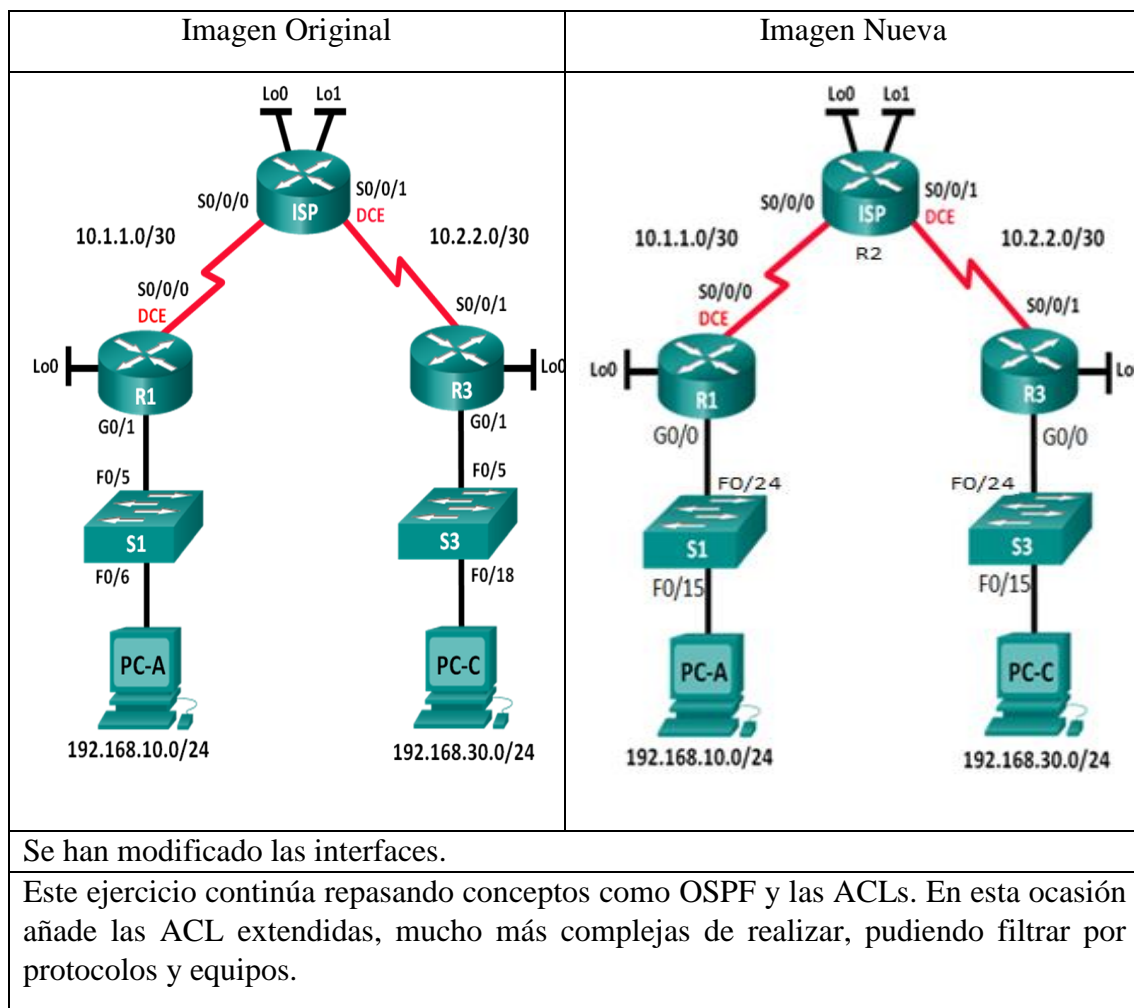 Imagen Original
Imagen Nueva
Lo0 Lo1
S0/0/0
S0/0/1
DCE
ISP
10.1.1.0/30
10.2.2.0/30
S0/0/0
DCE
S0/0/1
Lo0
R1
R3
Lo0
G0/1
G0/1
F0/5
F0/5
S1
S3
F0/6
F0/18
PC-A
PC-C
192.168.10.0/24
192.168.30.0/24
Lo0 Lo1
S0/0/0
S0/0/1
DCE
ISP
R2
10.1.1.0/30
10.2.2.0/30
S0/0/0
DCE
S0/0/1
Lo0
R1
R3
Lo
G0/0
G0/0
F0/24
F0/24
S1
S3
F0/15
F0/15
PC-A
PC-C
192.168.10.0/24
192.168.30.0/24
Se han modificado las interfaces.
Este ejercicio continúa repasando conceptos como OSPF y las ACLs. En esta ocasión
añade las ACL extendidas, mucho más complejas de realizar, pudiendo filtrar por
protocolos y equipos.